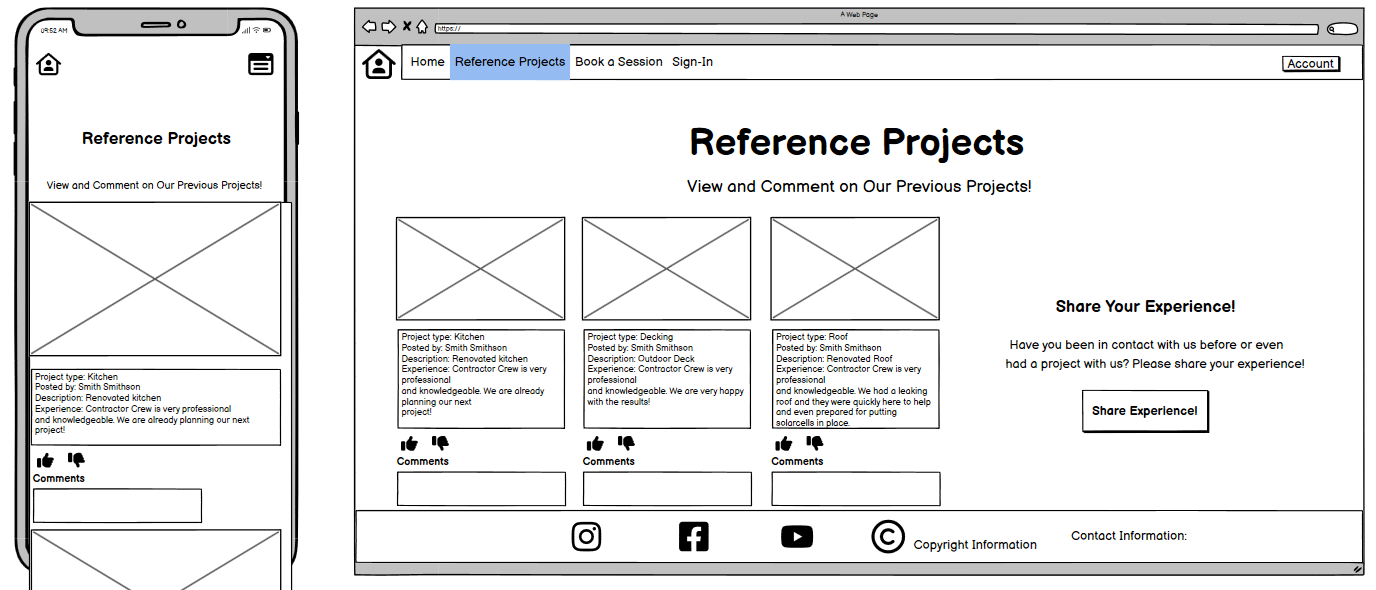 09:52 AM
Reference Projects
View and Comment on Our Previous Projects!
Project type: Kitchen
Posted by: Smith Smithson
Description: Renovated kitchen
Experience: Contractor Crew is very professional
and knowledgeable. We are already planning our next
project!
Comments
A Web Page
https://
Home
Reference Projects
Book a Session
Sign-In
Account
Reference Projects
View and Comment on Our Previous Projects!
Project type: Kitchen
Posted by: Smith Smithson
Description: Renovated kitchen
Experience: Contractor Crew is very
professional
and knowledgeable. We are already
planning our next
project!
Comments
Project type: Decking
Posted by: Smith Smithson
Description: Outdoor Deck
Experience: Contractor Crew is very
professional
and knowledgeable. We are very happy
with the results!
Comments
Project type: Roof
Posted by: Smith Smithson
Description: Renovated Roof
Experience: Contractor Crew is very
professional
and knowledgeable. We had a leaking
roof and they were quickly here to help
and even prepared for putting
solarcells in place.
Comments
Share Your Experience!
Have you been in contact with us before or even
had a project with us? Please share your experience!
Share Experience!
Copyright Information
Contact Information: